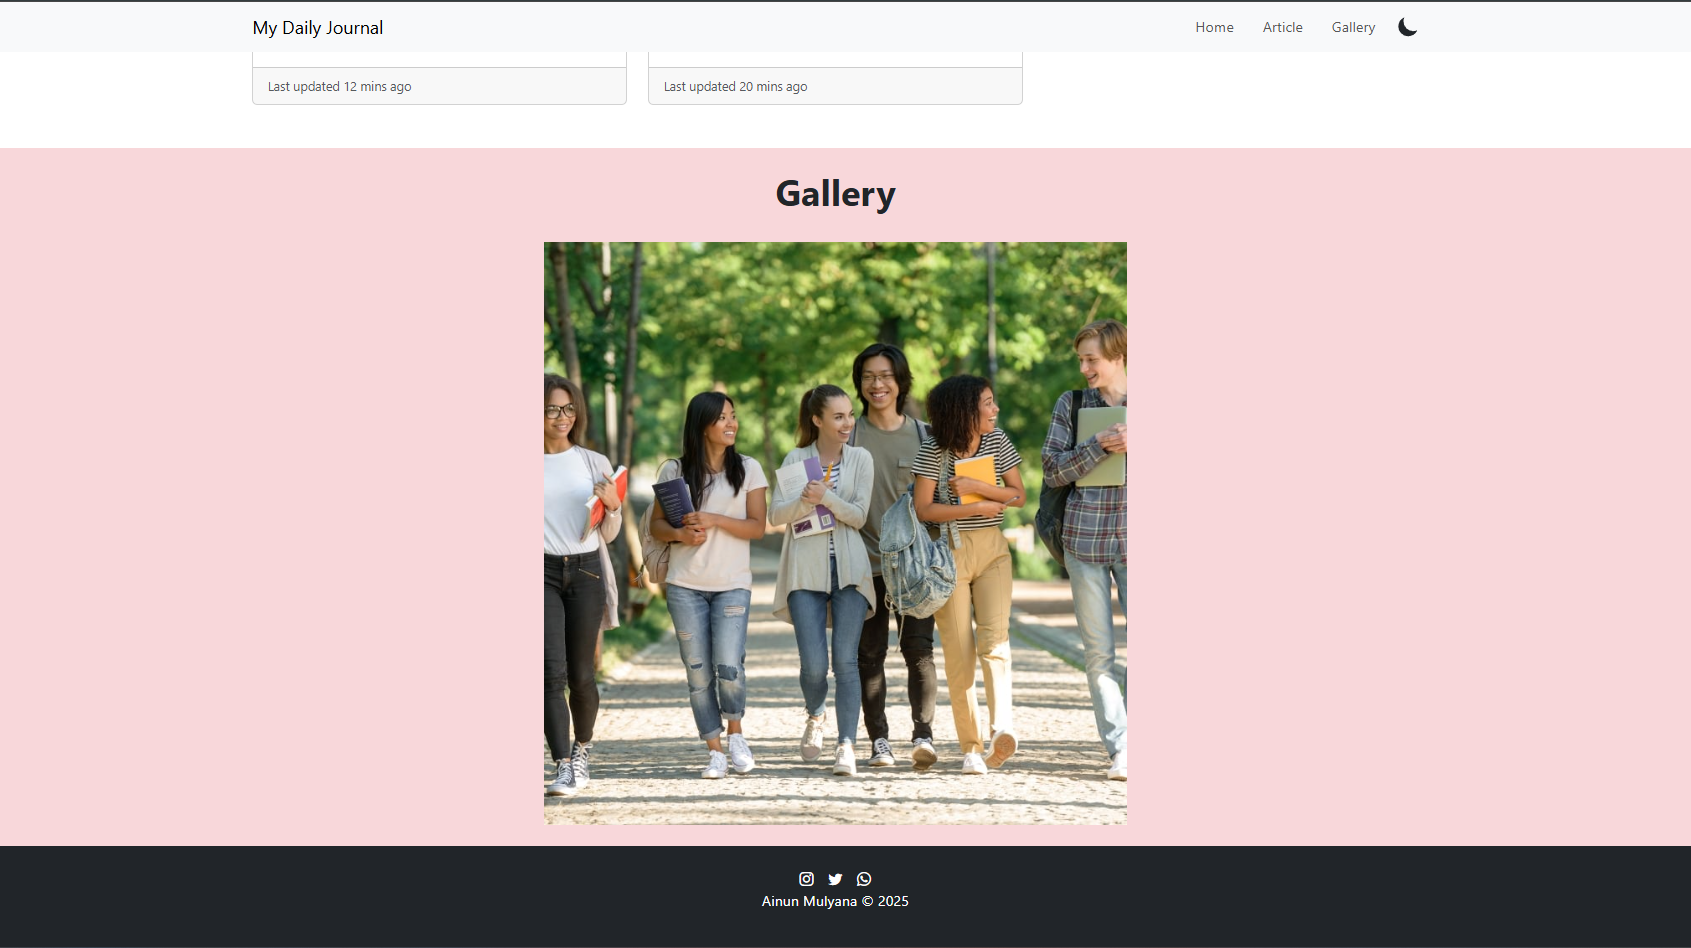 My Daily Journal
Home
Article
Gallery
Last updated 12 mins ago
Last updated 20 mins ago
Gallery
Ainun Mulyana © 2025